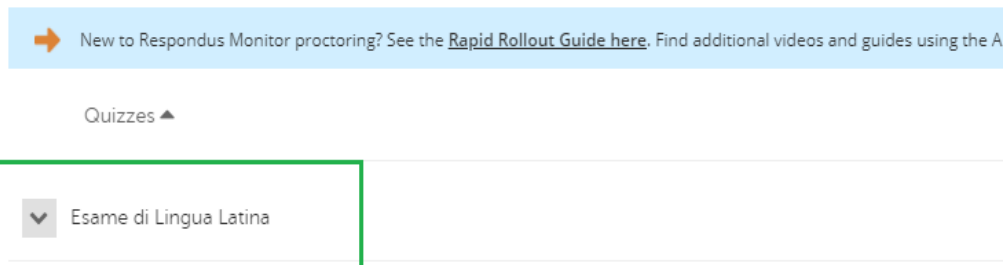 New to Respondus Monitor proctoring? See the Rapid Rollout Guide here. Find additional videos and guides using the A
Quizzes
Esame di Lingua Latina